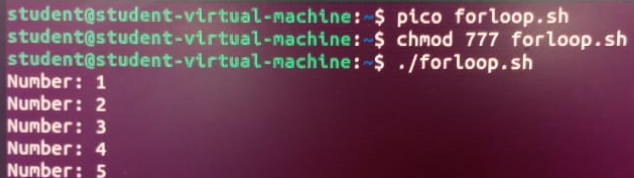 student@student-virtual-machine:~$ pico forloop.sh
student@student-virtual-machine:~$ chmod 777 forloop.sh
student@student-virtual-machine:~$ ./forloop.sh
Number: 1
Number: 2
Number: 3
Number: 4
Number: 5